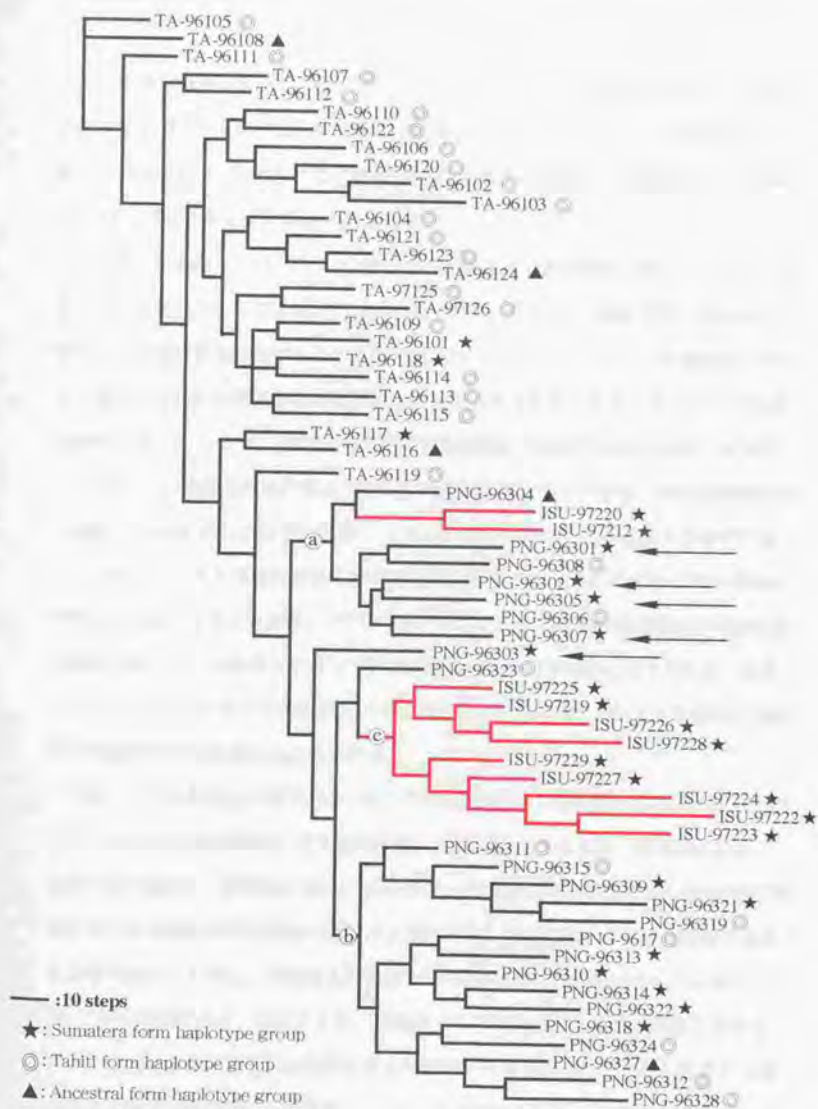 TA-96105 ◎
TA-96108 ▲
TA-96111 ◎
TA-96107 ◎
TA-96112 ◎
TA-96110 ◎
TA-96122 ◎
TA-96106 ◎
TA-96120 ◎
TA-96102 ◎
TA-96103 ◎
TA-96104 ◎
TA-96121 ◎
TA-96123 ◎
TA-96124 ▲
TA-97125 ◎
TA-97126 ◎
TA-96109 ◎
TA-96101 ★
TA-96118 ★
TA-96114 ◎
TA-96113 ◎
TA-96115 ◎
TA-96117 ★
TA-96116 ▲
TA-96119 ◎
PNG-96304 ▲
ISU-97220 ★
ISU-97212 ★
a
PNG-96301 ★
PNG-96308 ◎
PNG-96302 ★
PNG-96305 ★
PNG-96306 ◎
PNG-96307 ★
PNG-96303 ★
PNG-96323 ◎
ISU-97225 ★
ISU-97219 ★
ISU-97226 ★
c
ISU-97228 ★
ISU-97229 ★
ISU-97227 ★
ISU-97224 ★
ISU-97222 ★
ISU-97223 ★
PNG-96311 ◎
PNG-96315 ◎
PNG-96309 ★
PNG-96321 ★
PNG-96319 ◎
b
PNG-9617 ◎
PNG-96313 ★
PNG-96310 ★
PNG-96314 ★
PNG-96322 ★
PNG-96318 ★
PNG-96324 ◎
PNG-96327 ▲
PNG-96312 ◎
PNG-96328 ◎
:10 steps
★: Sumatera form haplotype group
◎: Tahitl form haplotype group
▲: Ancestral form haplotype group